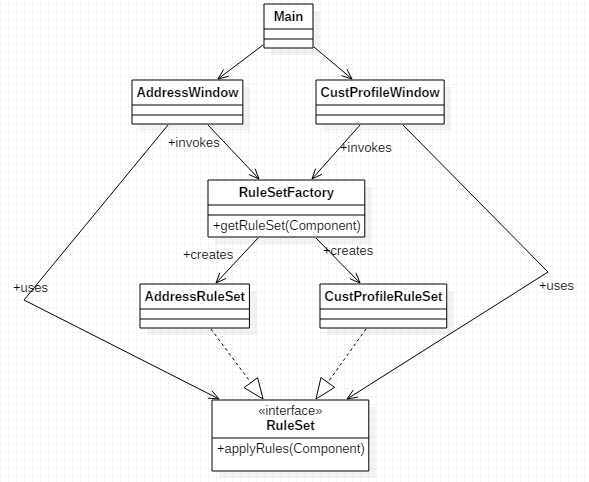 Main
AddressWindow
CustProfileWindow
+invokes
+invokes
RuleSetFactory
+getRuleSet(Component)
+creates
+creates
+uses
+uses
AddressRuleSet
CustProfileRuleSet
«interface»
RuleSet
+applyRules(Component)